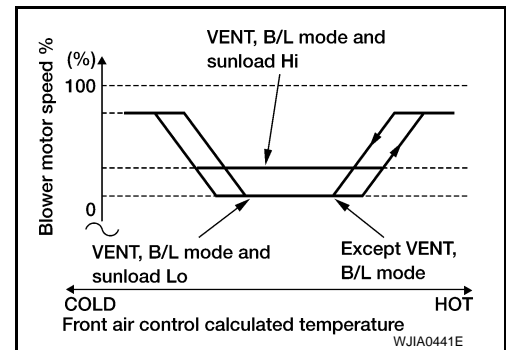 VENT, B/L mode and
sunload Hi
(%)
100
0
Blower motor speed %
VENT, B/L mode and
sunload Lo
Except VENT,
B/L mode
COLD
HOT
Front air control calculated temperature
WJIA0441E